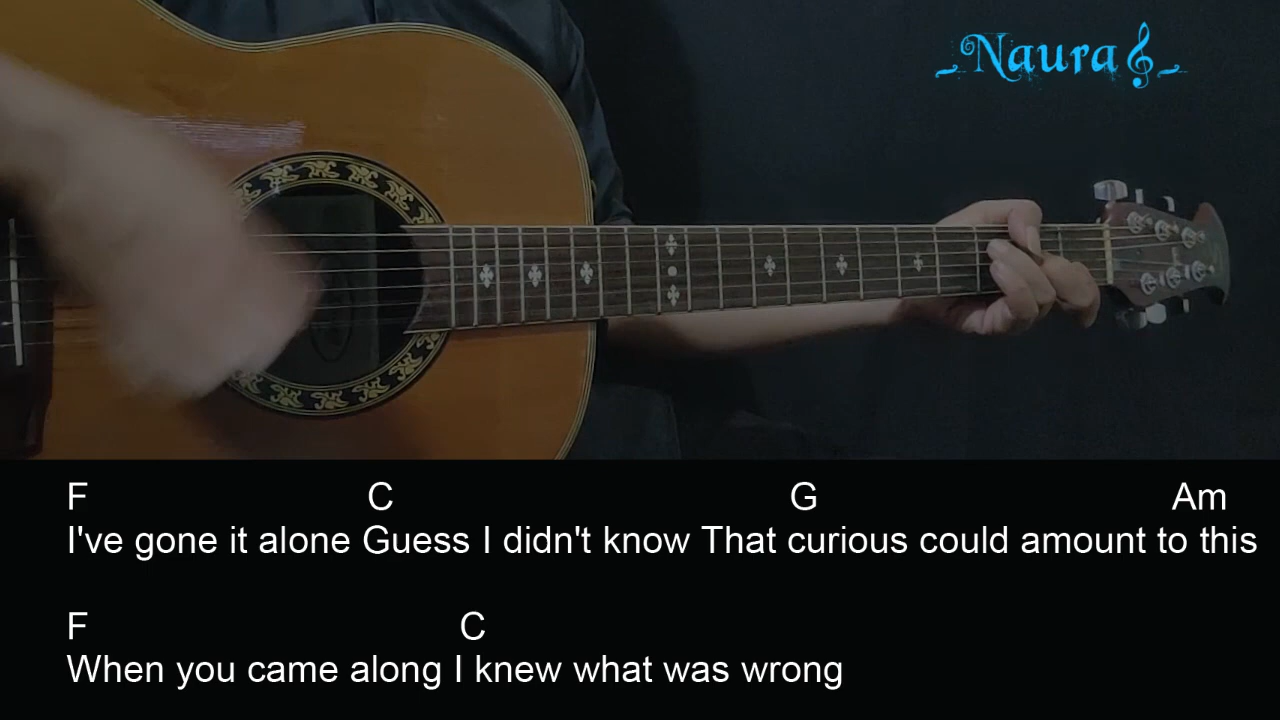 Naura
F C G Am
I've gone it alone Guess I didn't know That curious could amount to this
F C
When you came along I knew what was wrong